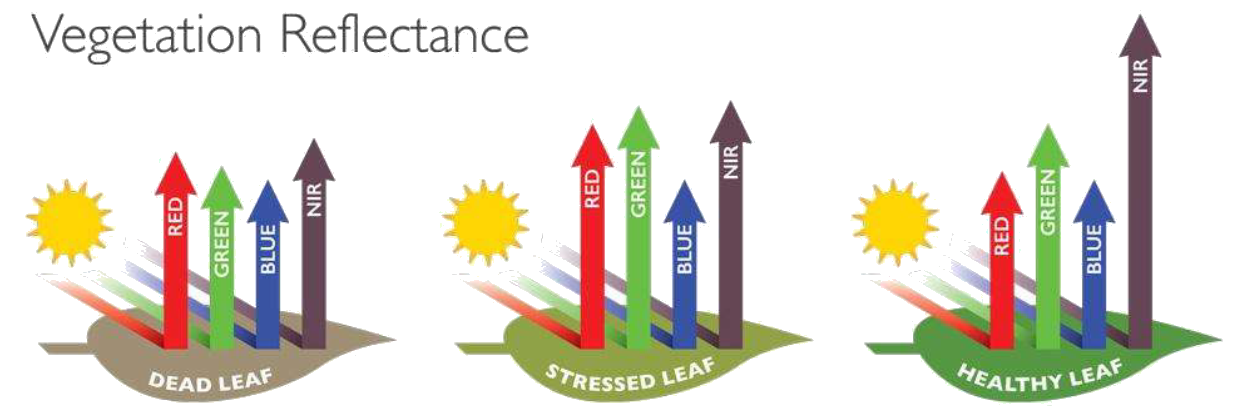 Vegetation Reflectance
RED
GREEN
BLUE
NIR
DEAD LEAF
RED
GREEN
BLUE
NIR
STRESSED LEAF
RED
GREEN
BLUE
NIR
HEALTHY LEAF